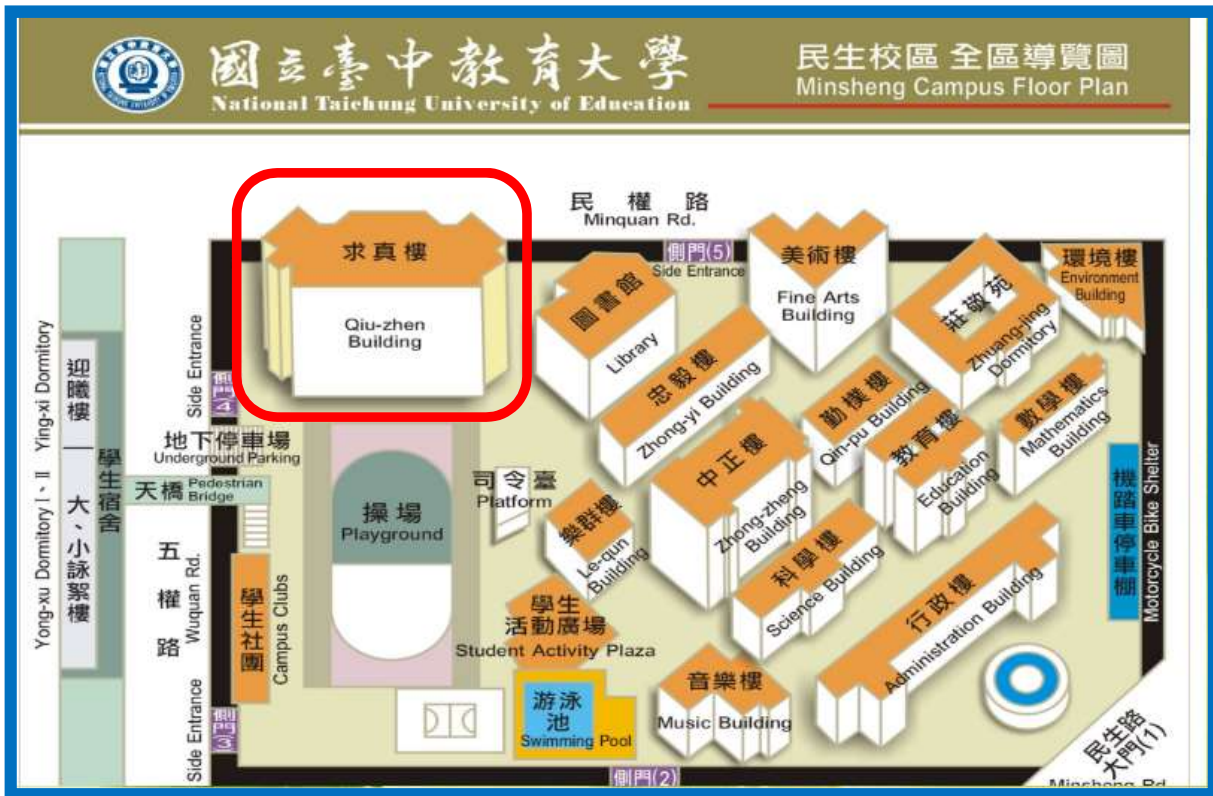 國立臺中教育大學
National Taichung University of Education
民生校區 全區導覽圖
Minsheng Campus Floor Plan
民權路
Minquan Rd.
側門(5)
Side Entrance
求真樓
Qiu-zhen
Building
圖書館
Library
美術樓
Fine Arts
Building
莊敬苑
Zhuang-jing
Dormitory
環境樓
Environment
Building
忠毅樓
Zhong-yi Building
勤樸樓
Qin-pu Building
數學樓
Mathematics
Building
教育樓
Education
Building
中正樓
Zhong-zheng
Building
科學樓
Science Building
樂群樓
Le-qun
Building
行政樓
Administration Building
機踏車停車棚
Motorcycle Bike Shelter
司令臺
Platform
操場
Playground
Side Entrance
側門4
地下停車場
Underground Parking
天橋
Pedestrian
Bridge
迎曦樓
大、小詠絮樓
學生宿舍
Ying-xi Dormitory
Yong-xu Dormitory I、II
五權路
Wuquan Rd.
學生社團
Campus Clubs
學生
活動廣場
Student Activity Plaza
音樂樓
Music Building
游泳
池
Swimming Pool
Side Entrance
側門3
側門(2)
民生路
大門(1)
Minsheng Rd